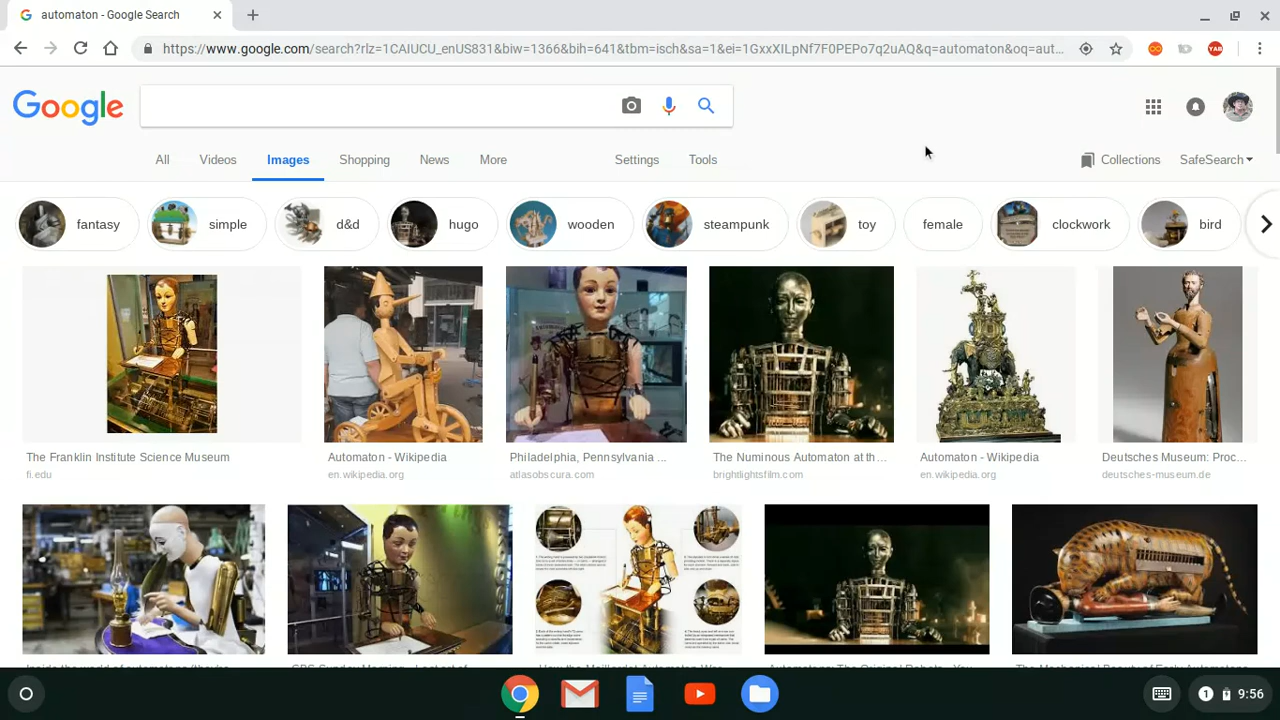 automaton - Google Search
https://www.google.com/search?rlz=1CAIUCU_enUS831&biw=1366&bih=641&tbm=isch&sa=1&ei=1GxxXILpNf7F0PEPo7q2uAQ&q=automaton&oq=aut...
YAB
Google
All Videos Images Shopping News More Settings Tools
Collections SafeSearch
fantasy simple d&d hugo wooden steampunk toy female clockwork bird
The Franklin Institute Science Museum
fi.edu
Automaton - Wikipedia
en.wikipedia.org
Philadelphia, Pennsylvania ...
atlasobscura.com
The Numinous Automaton at th...
brightlightsfilm.com
Automaton - Wikipedia
en.wikipedia.org
Deutsches Museum: Proc...
deutsches-museum.de
1 9:56